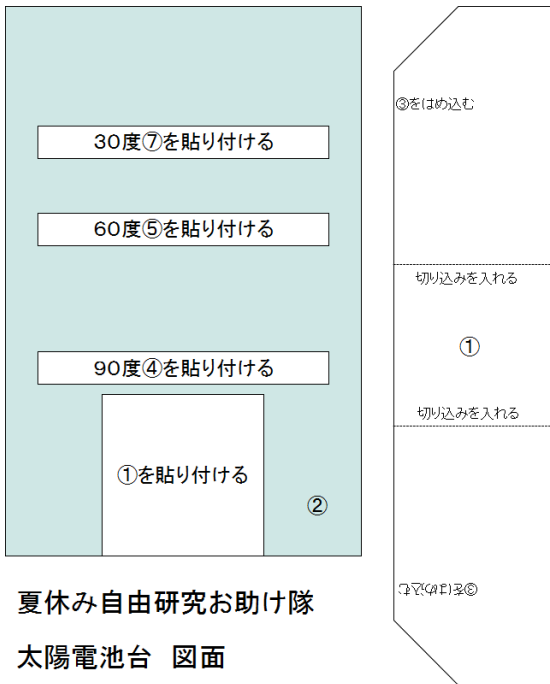 30度⑦を貼り付ける
60度⑤を貼り付ける
90度④を貼り付ける
①を貼り付ける
②
夏休み自由研究お助け隊
太陽電池台 図面
③をはめ込む
切り込みを入れる
①
切り込みを入れる
③をはめ込む